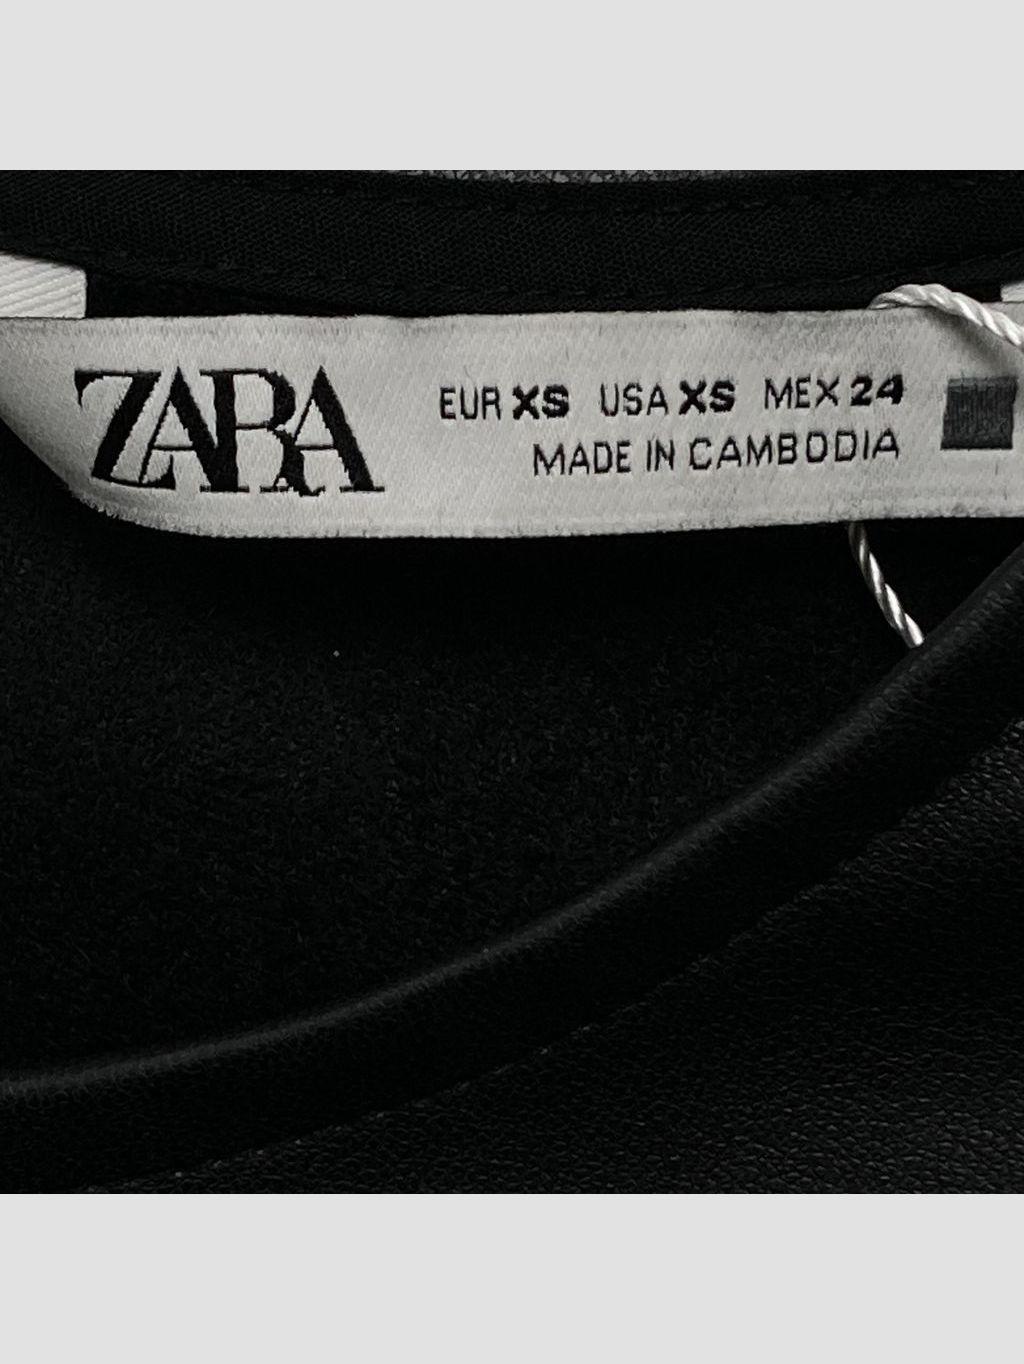 ZARA
EUR XS USA XS MEX 24
MADE IN CAMBODIA